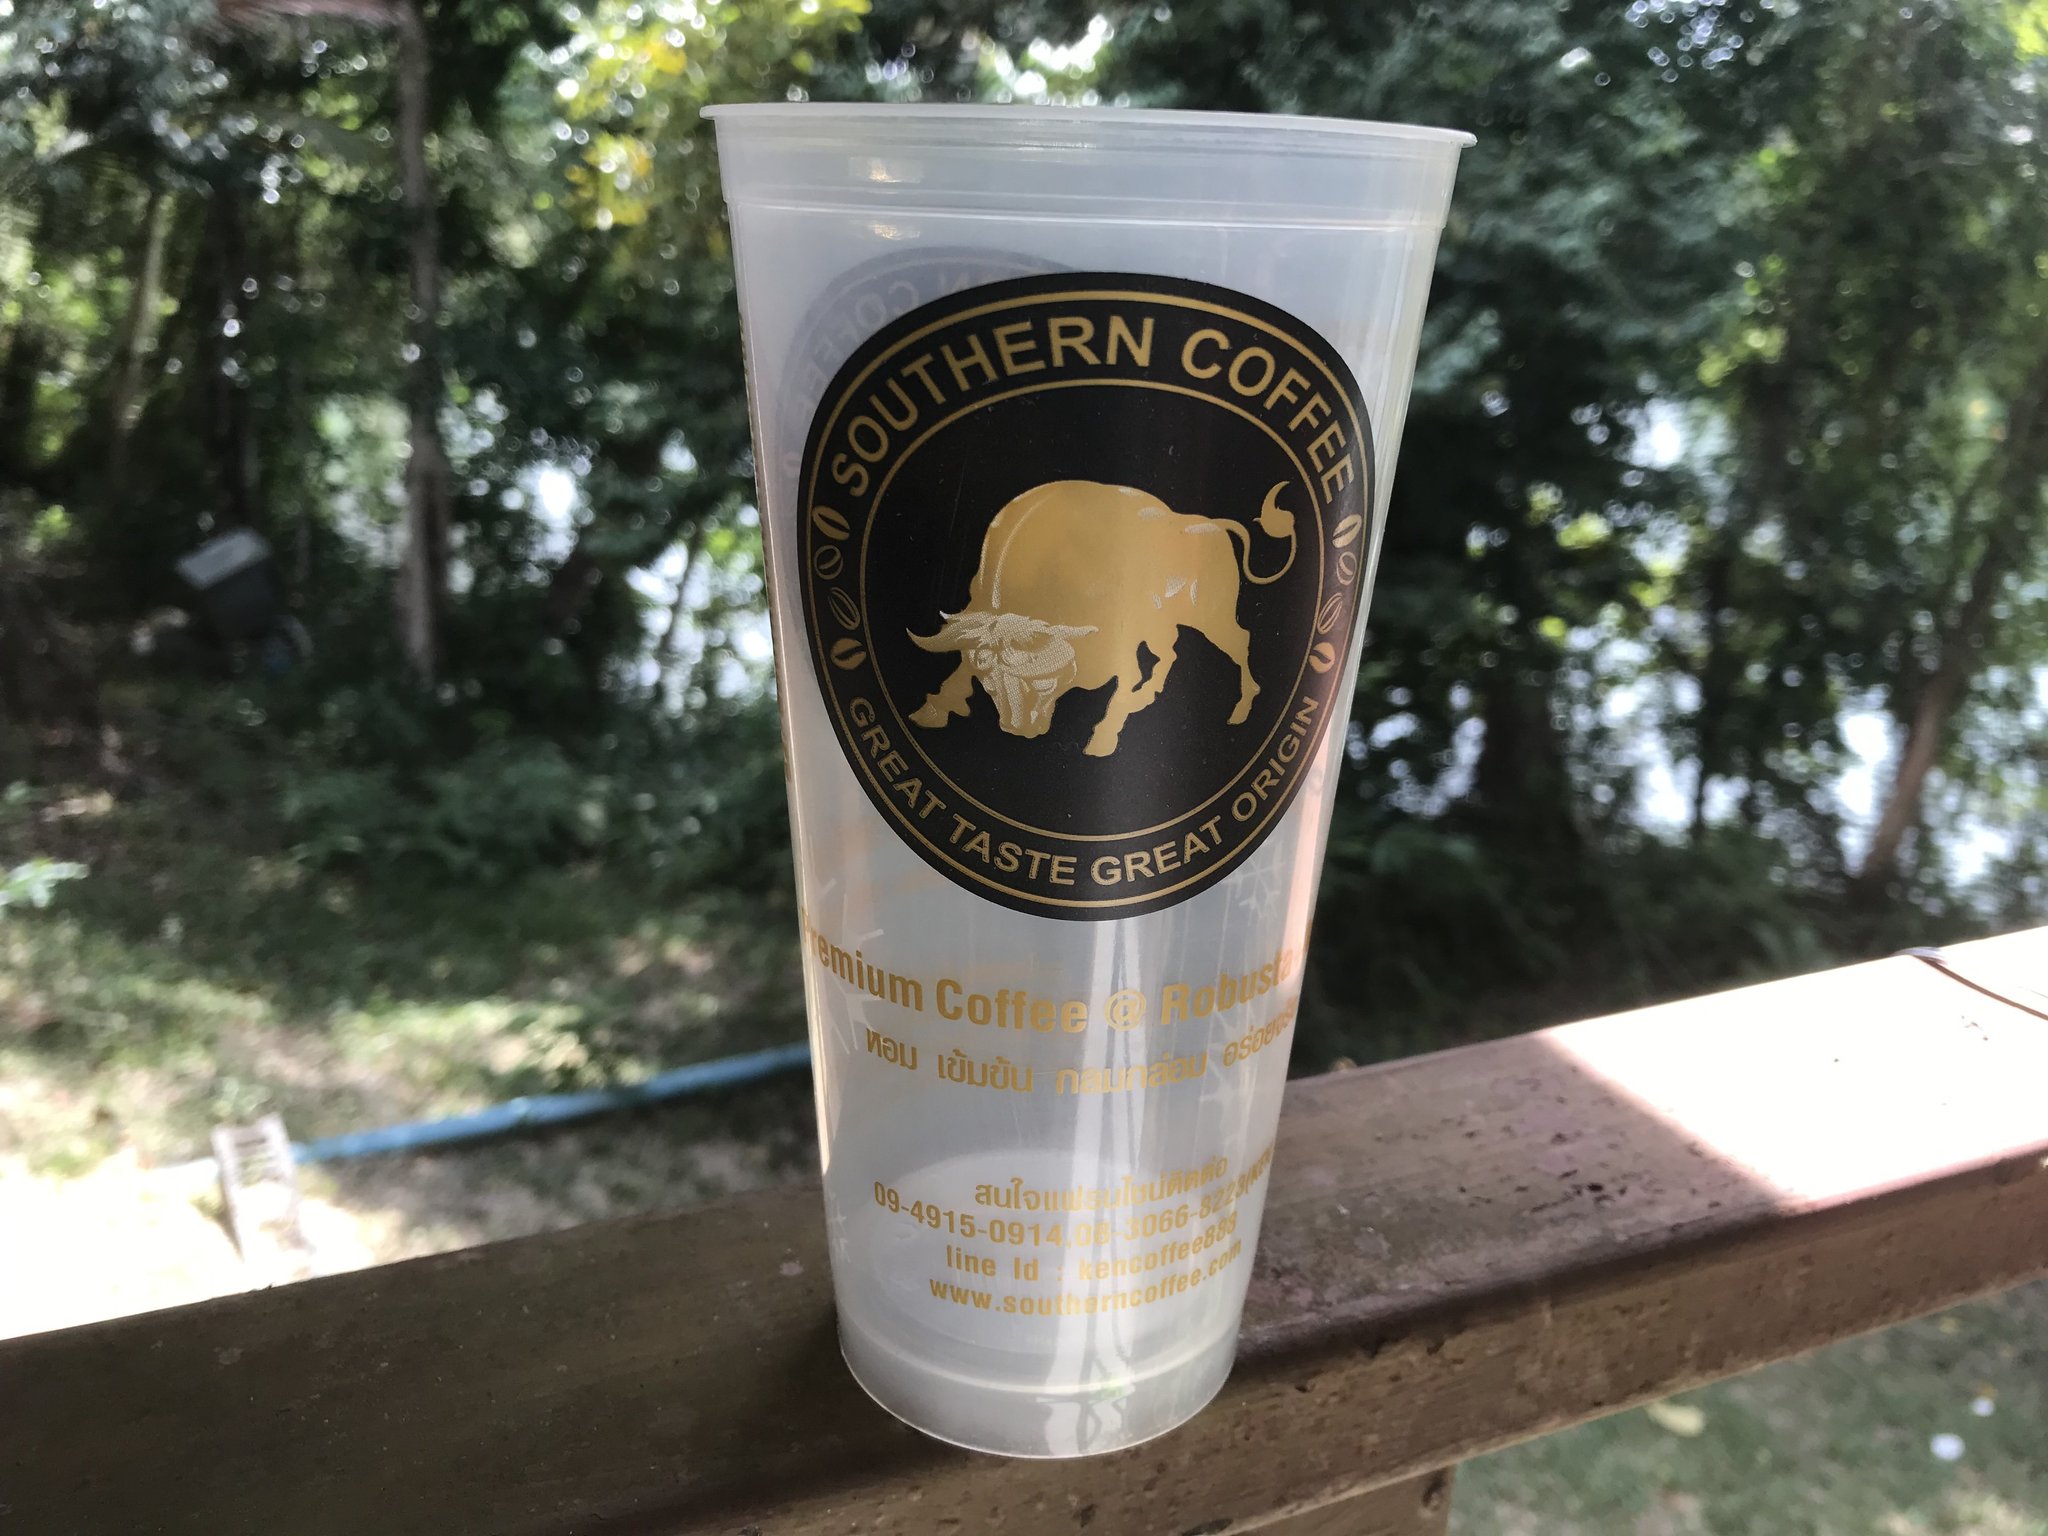 SOUTHERN COFFEE
GREAT TASTE GREAT ORIGIN
Premium Coffee @ Robusta
หอม เข้มข้น กลมกล่อม
สนใจแฟรนไชน์ติดต่อ
09-4915-0914,08-3066-8223
line Id : kencoffee888
www.southerncoffee.com